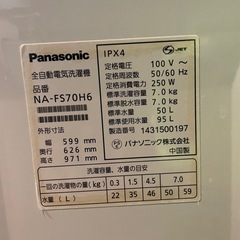 Panasonic
全自動電気洗濯機
品番
NA-FS70H6
外形寸法
幅 599 mm
奥行 626 mm
高さ 1071 mm
IPX4
JET
定格電圧 100 V~
定格周波数 50/60 Hz
定格消費電力 250 W
標準洗濯容量 7.0 kg
標準脱水容量 7.0 kg
標準水量 50 L
標準使用水量 95 L
製造番号 1431500197
パナソニック株式会社
中国製
洗濯容量、水量の目安
一回の洗濯物量(kg) 0.3 1.5 4.5 7.0
水量(L) 22 35 46 50 59